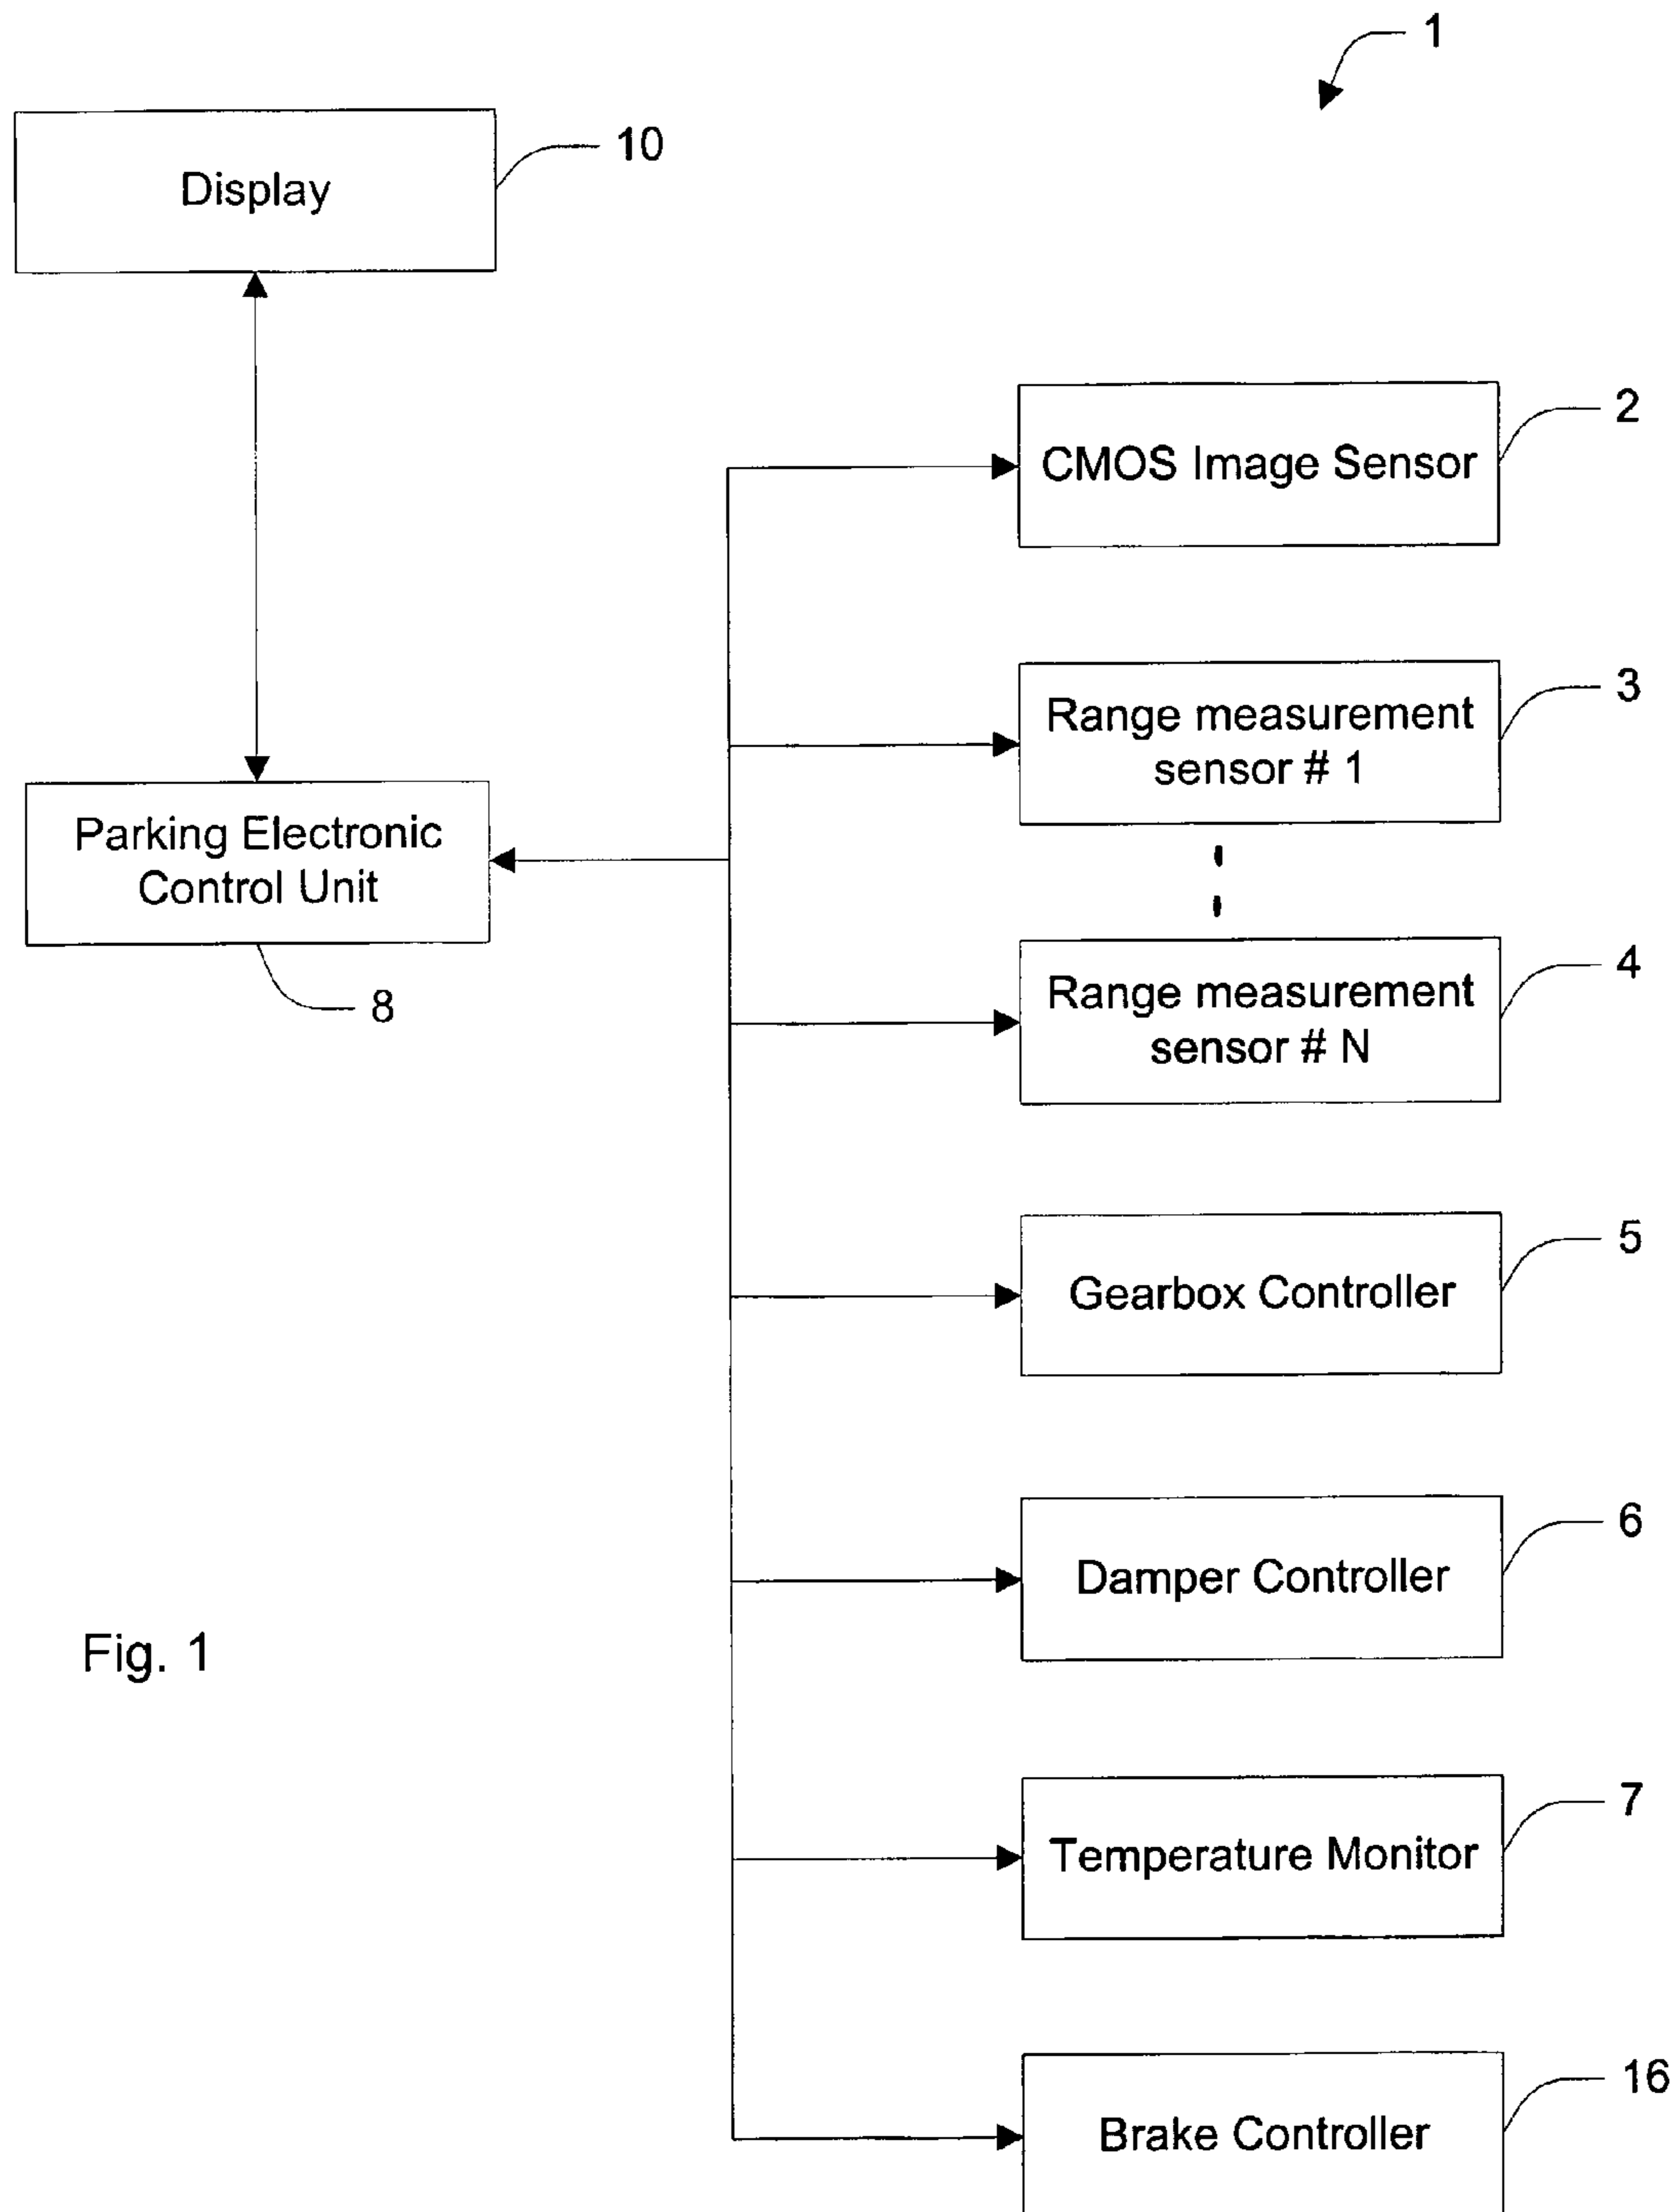 1
Display
10
CMOS Image Sensor
2
Range measurement
sensor # 1
3
Parking Electronic
Control Unit
8
Range measurement
sensor # N
4
Gearbox Controller
5
Damper Controller
6
Fig. 1
Temperature Monitor
7
Brake Controller
16